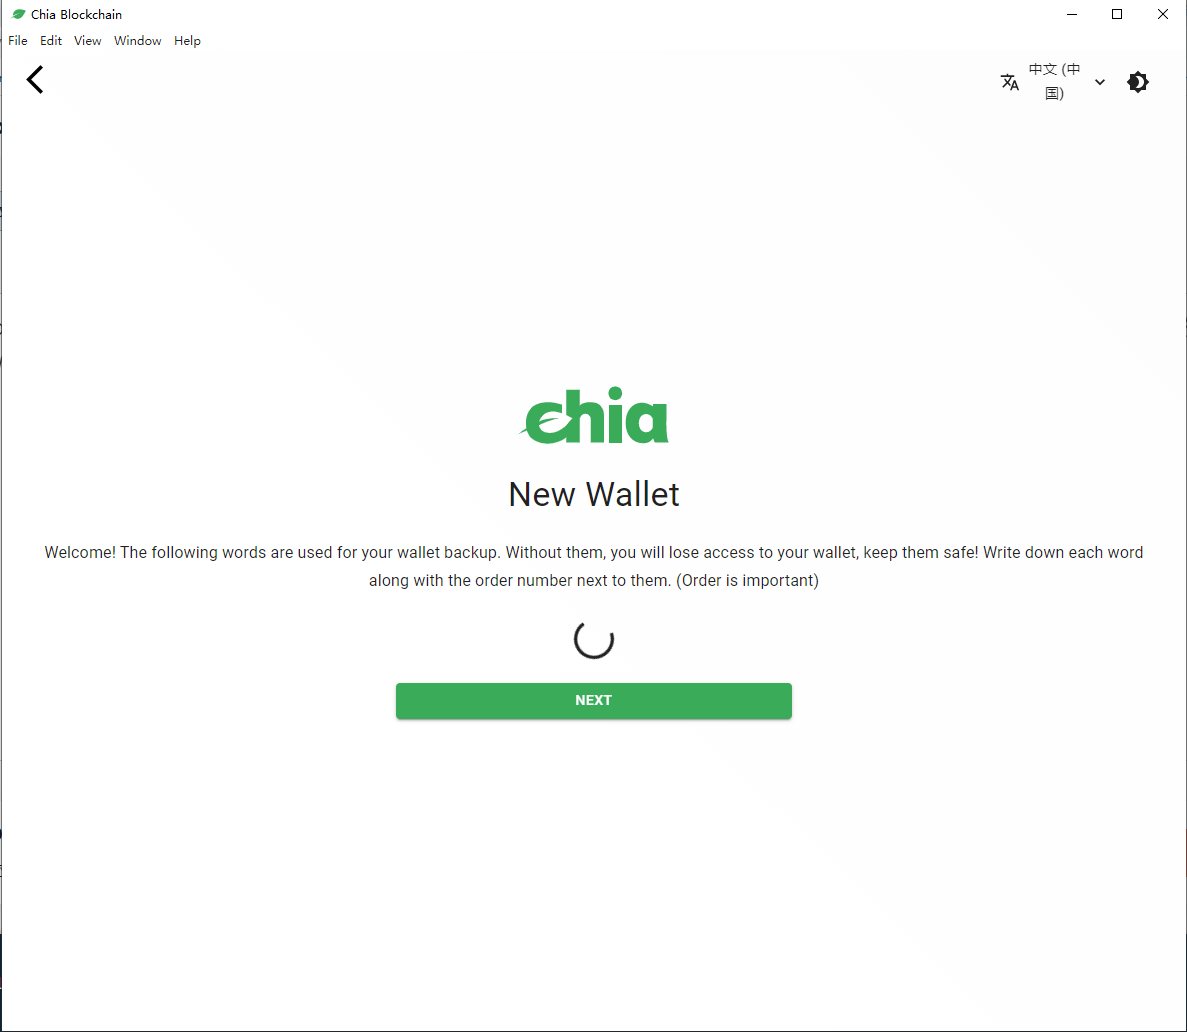 Chia Blockchain
File Edit View Window Help
中文 (中
国)
chia
New Wallet
Welcome! The following words are used for your wallet backup. Without them, you will lose access to your wallet, keep them safe! Write down each word
along with the order number next to them. (Order is important)
NEXT